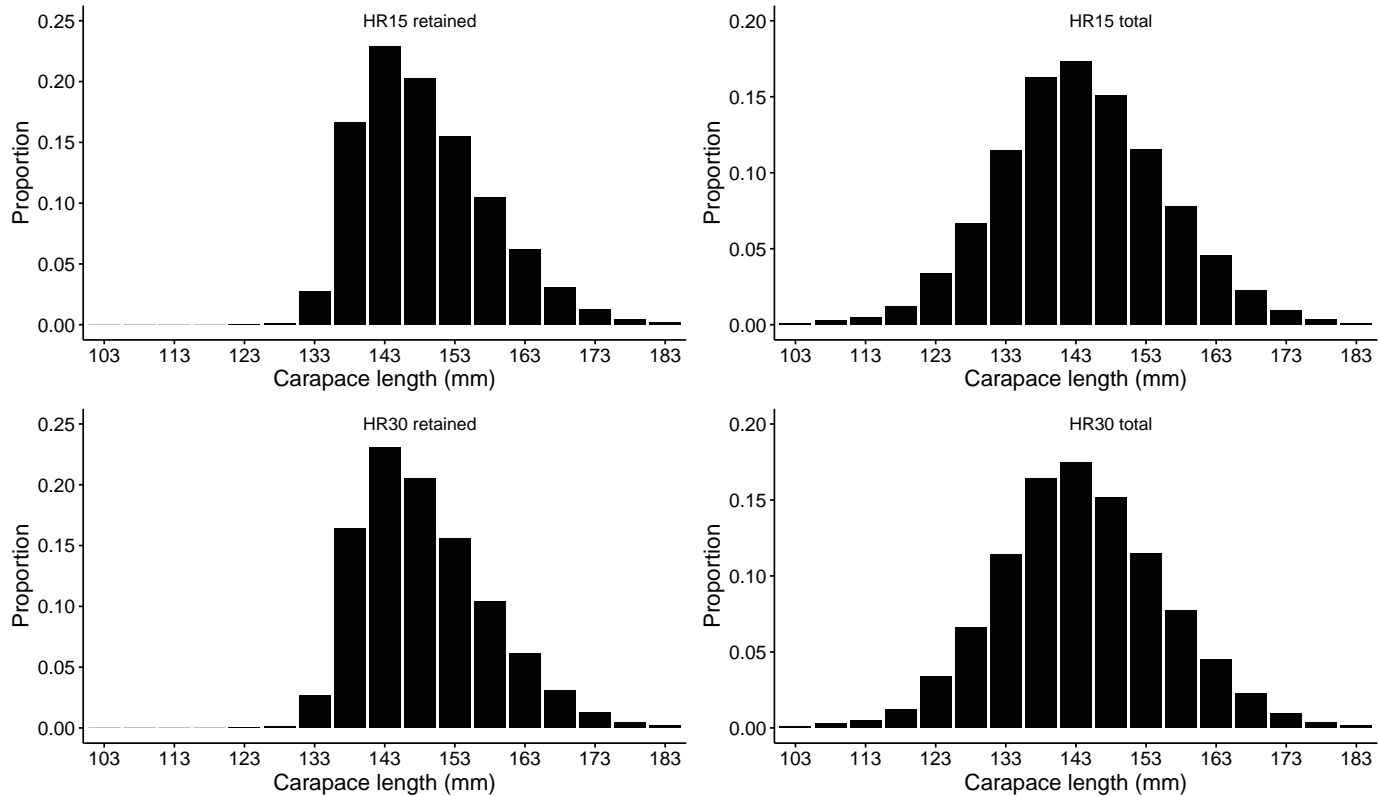 HR15 retained
0.25
0.20
0.15
0.10
0.05
0.00
Proportion
103 113 123 133 143 153 163 173 183
Carapace length (mm)
HR15 total
0.20
0.15
0.10
0.05
0.00
Proportion
103 113 123 133 143 153 163 173 183
Carapace length (mm)
HR30 retained
0.25
0.20
0.15
0.10
0.05
0.00
Proportion
103 113 123 133 143 153 163 173 183
Carapace length (mm)
HR30 total
0.20
0.15
0.10
0.05
0.00
Proportion
103 113 123 133 143 153 163 173 183
Carapace length (mm)